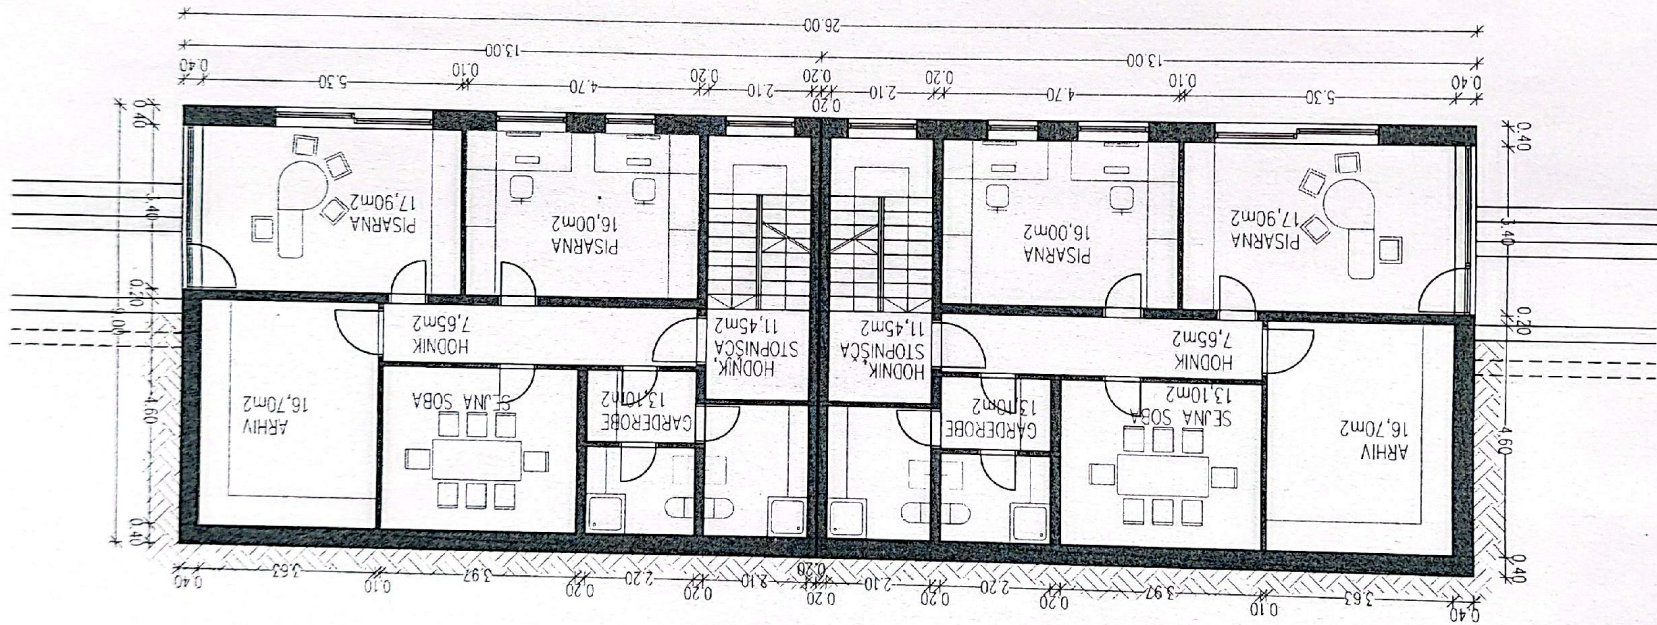 0.40 3.63 0.10 3.97 0.20 2.20 0.20 2.10 0.20 0.20 2.10 0.20 2.20 0.20 3.97 0.10 3.63 0.40
0.40
4.60
0.20
3.40
0.40
ARHIV
16,70m2
SEJNA SOBA
13,10m2
GARDEROBE
13,10m2
HODNIK
7,65m2
HODNIK,
STOPNIŠČA
11,45m2
PISARNA
17,90m2
PISARNA
16,00m2
GARDEROBE
13,10m2
SEJNA SOBA
ARHIV
16,70m2
HODNIK,
STOPNIŠČA
11,45m2
HODNIK
7,65m2
PISARNA
16,00m2
PISARNA
17,90m2
0.40
4.60
0.20
3.40
0.40
9.00
0.40 5.30 0.10 4.70 0.20 2.10 0.20 0.20 2.10 0.20 4.70 0.10 5.30 0.40
13.00 13.00
26.00